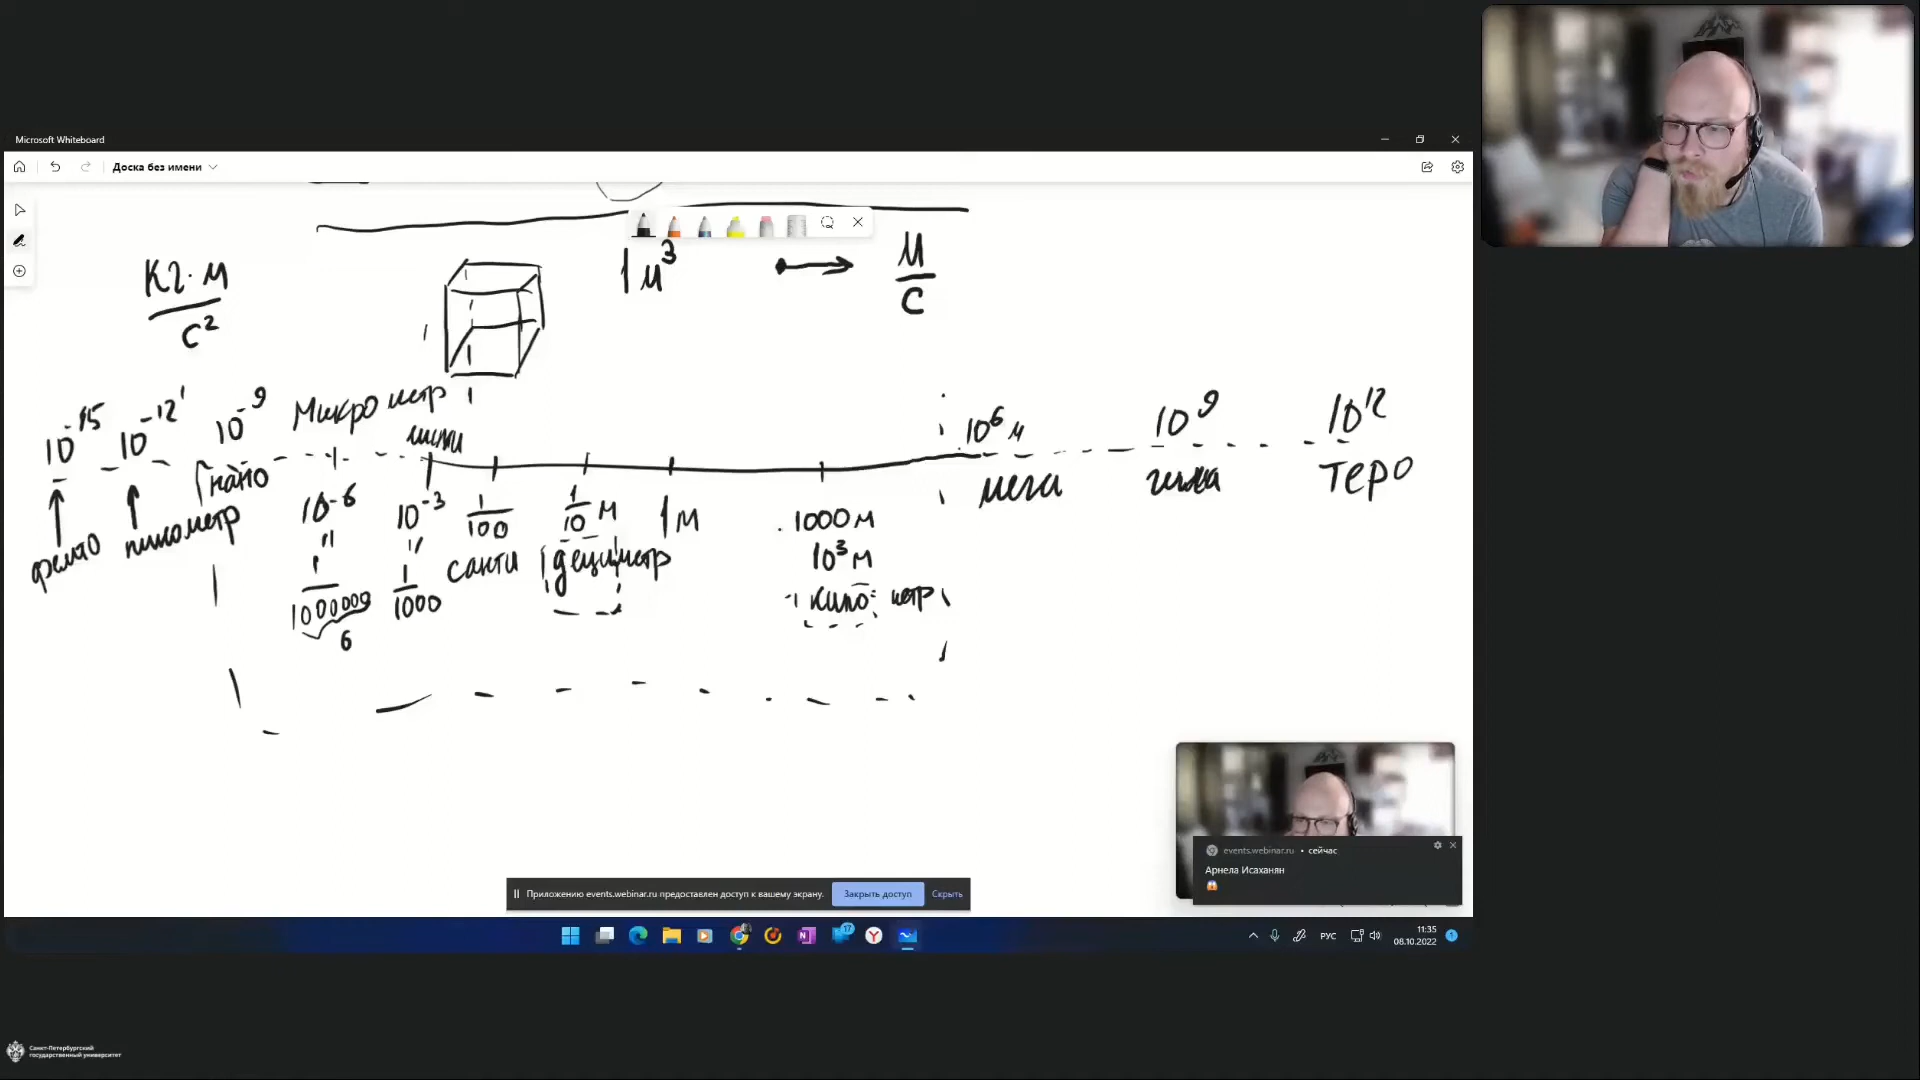 Microsoft Whiteboard
Доска без имени
кг·м
с²
1м³
м
с
10⁻¹⁵
10⁻¹²
10⁻⁹
Микрометр
милли
10⁶ м
10⁹
10¹²
фемто
пикометр
нано
10⁻⁶
10⁻³
1
100
1
10 м
1м
1000 м
мега
гига
теро
"
1
1000000
6
"
1
1000
санти
дециметр
10³ м
кило метр
events.webinar.ru • сейчас
Арнела Исаханян
😱
Приложению events.webinar.ru предоставлен доступ к вашему экрану.
Закрыть доступ
Скрыть
17
РУС
11:35
08.10.2022
1
Санкт-Петербургский
государственный университет